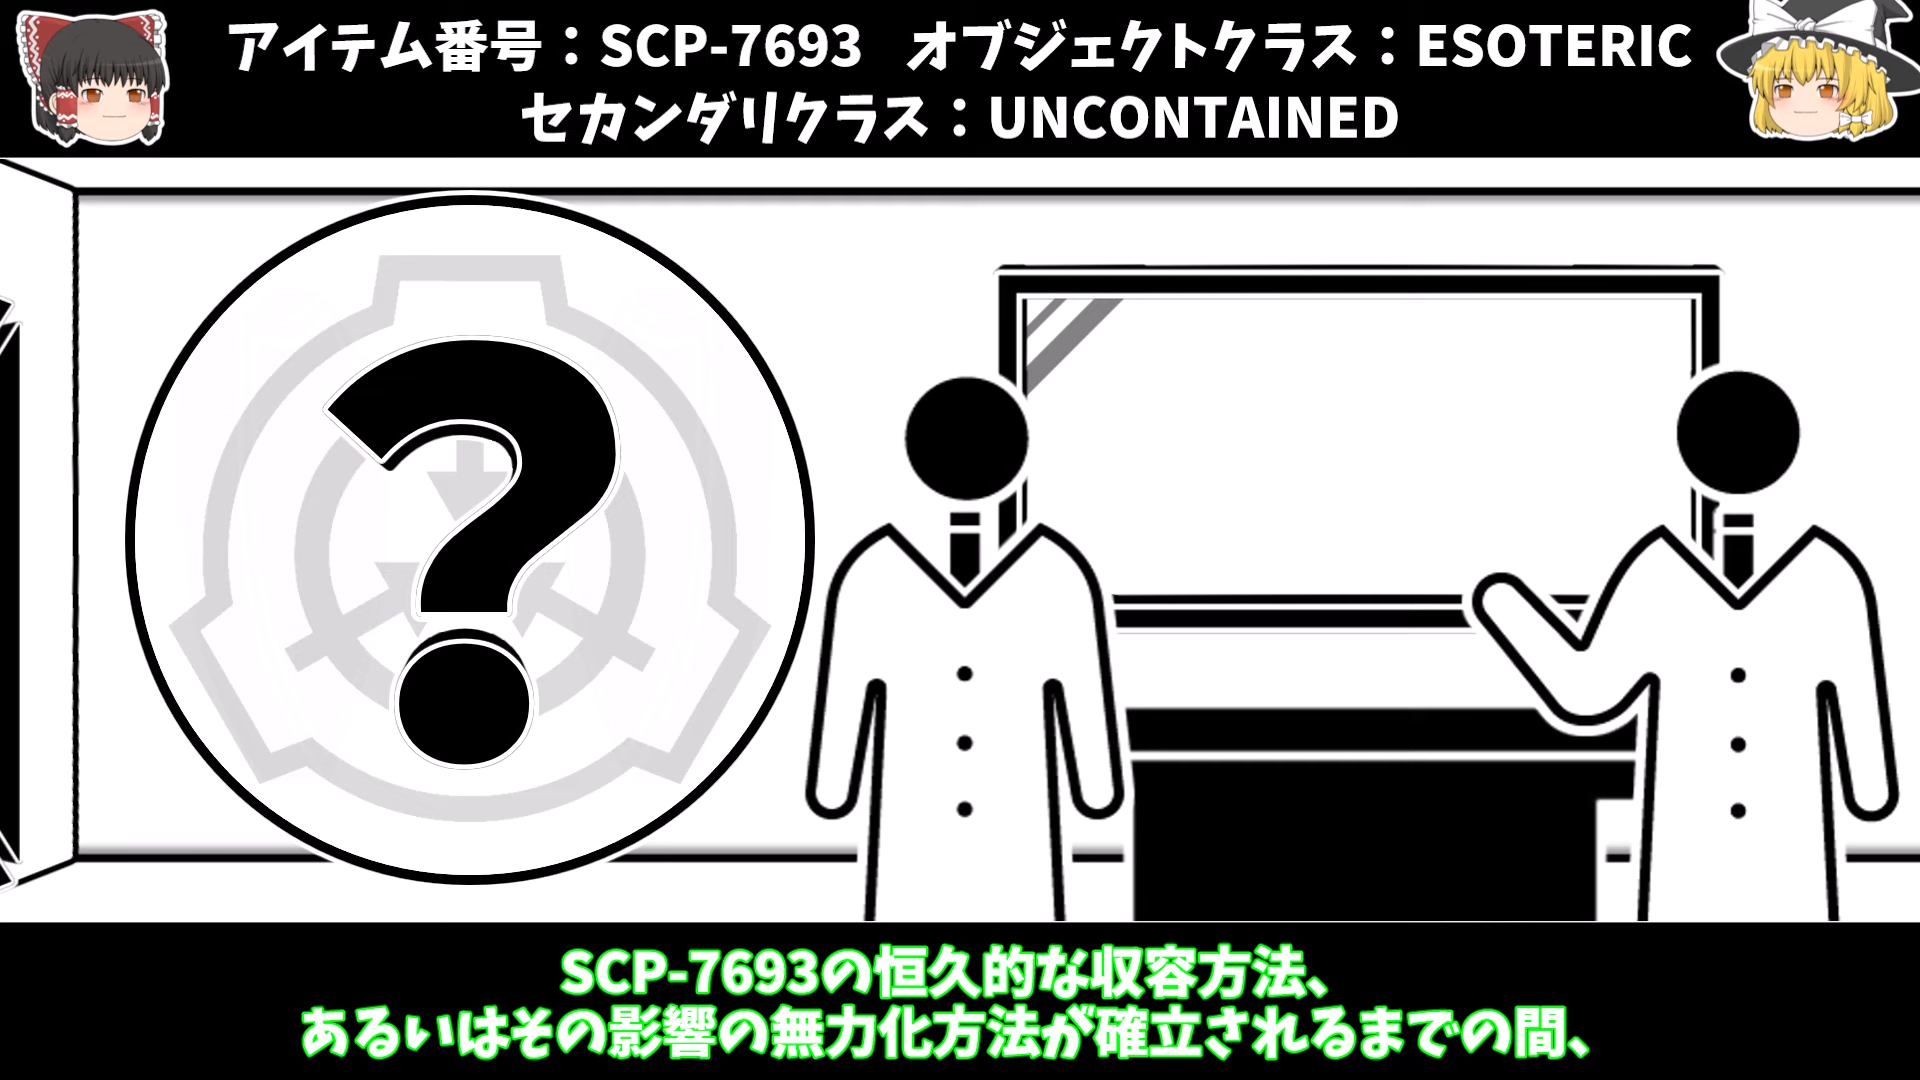 アイテム番号：SCP-7693　オブジェクトクラス：ESOTERIC
セカンダリクラス：UNCONTAINED
?
SCP-7693の恒久的な収容方法、
あるいはその影響の無力化方法が確立されるまでの間、